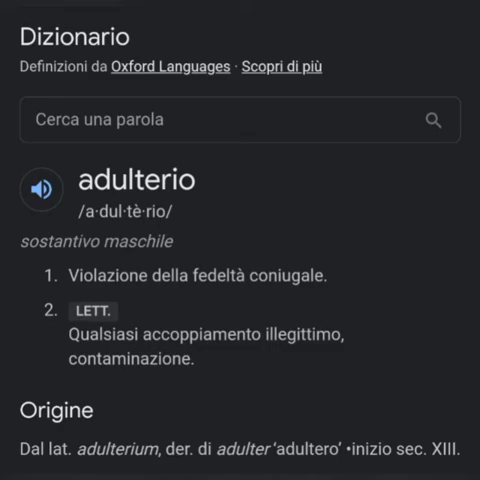 Dizionario
Definizioni da Oxford Languages · Scopri di più
Cerca una parola
adulterio
/a·dul·tè·rio/
sostantivo maschile
1. Violazione della fedeltà coniugale.
2. LETT.
Qualsiasi accoppiamento illegittimo,
contaminazione.
Origine
Dal lat. adulterium, der. di adulter ‘adultero’ •inizio sec. XIII.